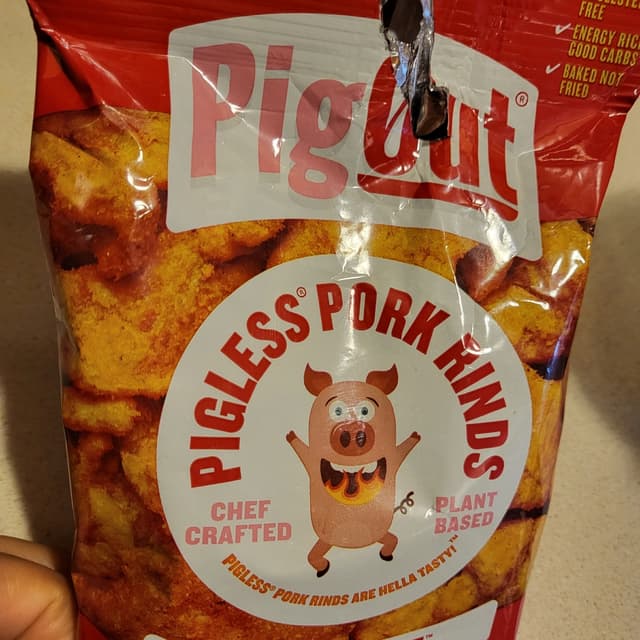 FREE
ENERGY RIC
GOOD CARBS
BAKED NOT
FRIED
PigOut®
PIGLESS® PORK RINDS
CHEF
CRAFTED
PLANT
BASED
PIGLESS® PORK RINDS ARE HELLA TASTY!™